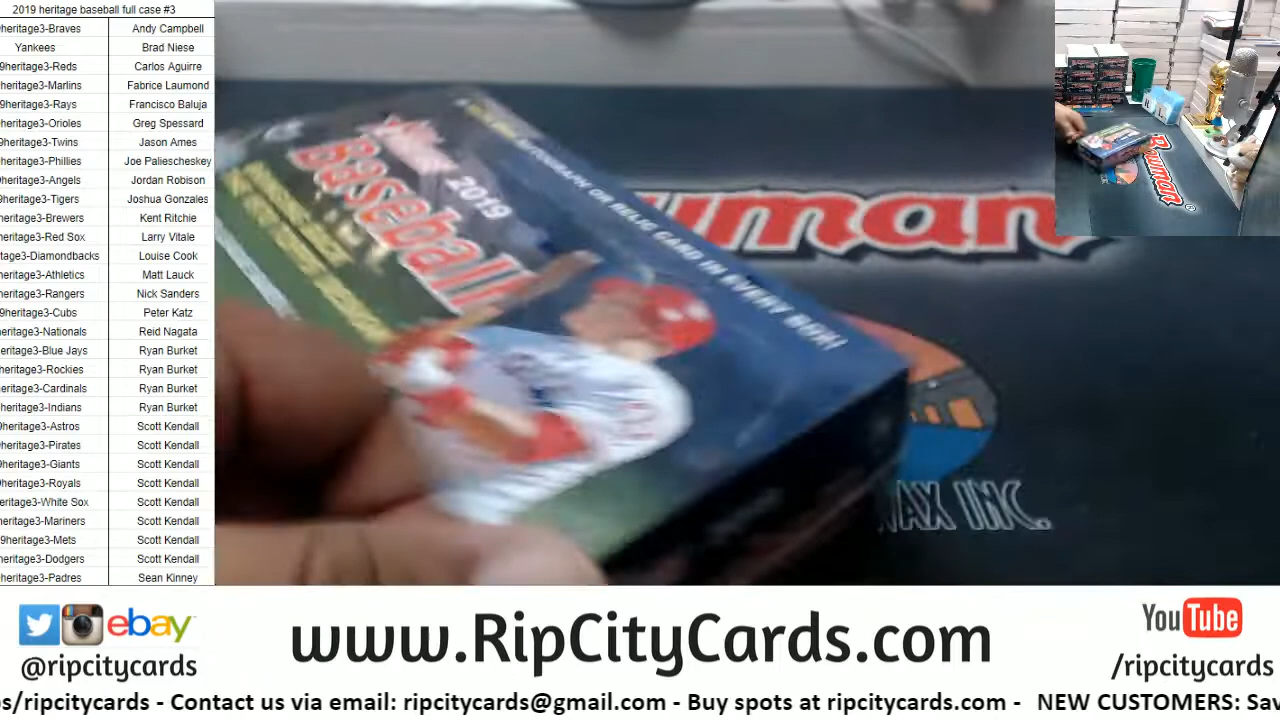 2019 heritage baseball full case #3
heritage3-Braves Andy Campbell
Yankees Brad Niese
9heritage3-Reds Carlos Aguirre
heritage3-Marlins Fabrice Laumond
9heritage3-Rays Francisco Baluja
heritage3-Orioles Greg Spessard
9heritage3-Twins Jason Ames
heritage3-Phillies Joe Paliescheskey
heritage3-Angels Jordan Robison
9heritage3-Tigers Joshua Gonzales
heritage3-Brewers Kent Ritchie
heritage3-Red Sox Larry Vitale
tage3-Diamondbacks Louise Cook
heritage3-Athletics Matt Lauck
heritage3-Rangers Nick Sanders
9heritage3-Cubs Peter Katz
eritage3-Nationals Reid Nagata
eritage3-Blue Jays Ryan Burket
heritage3-Rockies Ryan Burket
eritage3-Cardinals Ryan Burket
heritage3-Indians Ryan Burket
9heritage3-Astros Scott Kendall
heritage3-Pirates Scott Kendall
9heritage3-Giants Scott Kendall
heritage3-Royals Scott Kendall
eritage3-White Sox Scott Kendall
heritage3-Mariners Scott Kendall
9heritage3-Mets Scott Kendall
heritage3-Dodgers Scott Kendall
heritage3-Padres Sean Kinney
2019
Baseball
AUTOGRAPH OR RELIC CARD IN EVERY BOX!
wman
WAX INC.
Bowman
ebay
@ripcitycards
www.RipCityCards.com
YouTube
/ripcitycards
os/ripcitycards - Contact us via email: ripcitycards@gmail.com - Buy spots at ripcitycards.com - NEW CUSTOMERS: Sav